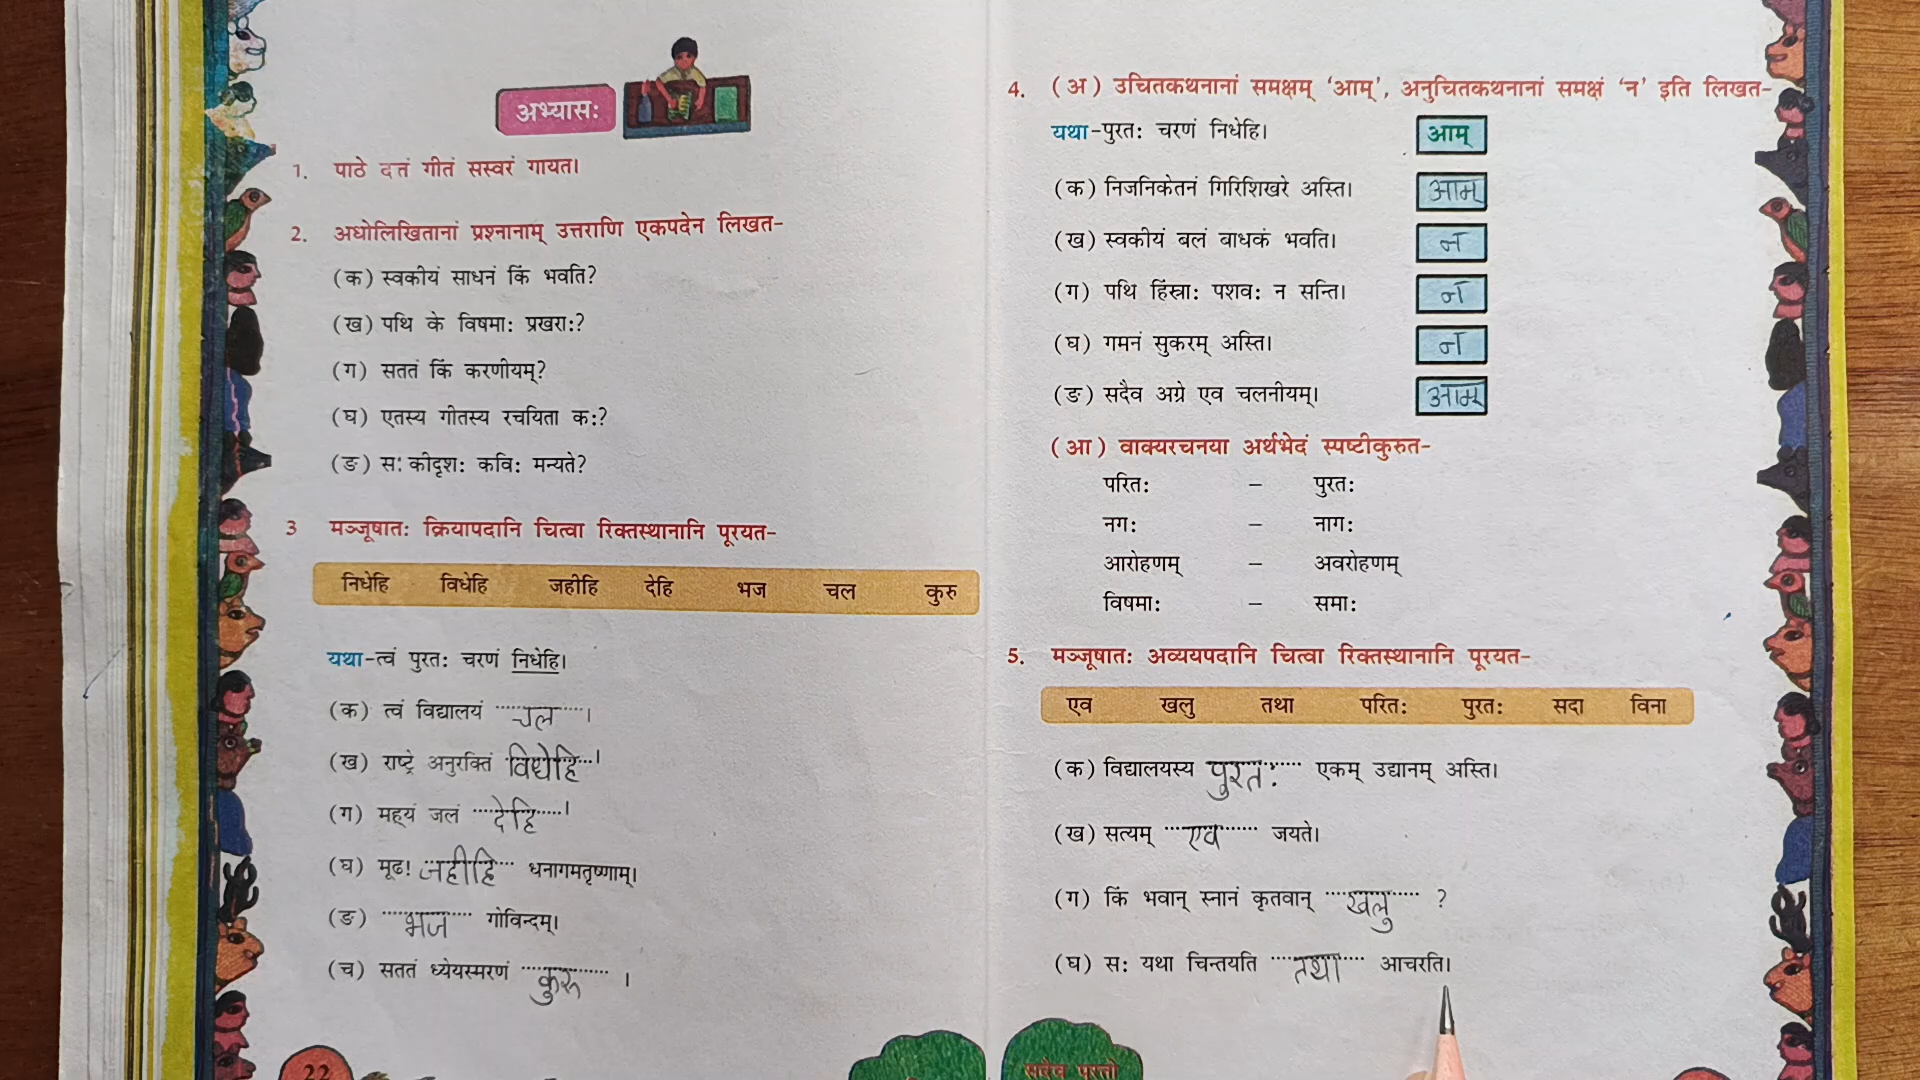 अभ्यासः
1. पाठे दत्तं गीतं सस्वरं गायत।
2. अधोलिखितानां प्रश्नानाम् उत्तराणि एकपदेन लिखत-
(क) स्वकीयं साधनं किं भवति?
(ख) पथि के विषमाः प्रखराः?
(ग) सततं किं करणीयम्?
(घ) एतस्य गीतस्य रचयिता कः?
(ङ) सः कीदृशः कविः मन्यते?
3 मञ्जूषातः क्रियापदानि चित्वा रिक्तस्थानानि पूरयत-
निधेहि विधेहि जहीहि देहि भज चल कुरु
यथा-त्वं पुरतः चरणं निधेहि।
(क) त्वं विद्यालयं चल।
(ख) राष्ट्रे अनुरक्तिं विधेहि।
(ग) मह्यं जलं देहि।
(घ) मूढ! जहीहि धनागमतृष्णाम्।
(ङ) भज गोविन्दम्।
(च) सततं ध्येयस्मरणं कुरु।
22
4. (अ) उचितकथनानां समक्षम् ‘आम्’, अनुचितकथनानां समक्षं ‘न’ इति लिखत-
यथा-पुरतः चरणं निधेहि। आम्
(क) निजनिकेतनं गिरिशिखरे अस्ति। आम्
(ख) स्वकीयं बलं बाधकं भवति। न
(ग) पथि हिंस्राः पशवः न सन्ति। न
(घ) गमनं सुकरम् अस्ति। न
(ङ) सदैव अग्रे एव चलनीयम्। आम्
(आ) वाक्यरचनया अर्थभेदं स्पष्टीकुरुत-
परितः – पुरतः
नगः – नागः
आरोहणम् – अवरोहणम्
विषमाः – समाः
5. मञ्जूषातः अव्ययपदानि चित्वा रिक्तस्थानानि पूरयत-
एव खलु तथा परितः पुरतः सदा विना
(क) विद्यालयस्य पुरतः एकम् उद्यानम् अस्ति।
(ख) सत्यम् एव जयते।
(ग) किं भवान् स्नानं कृतवान् खलु ?
(घ) सः यथा चिन्तयति तथा आचरति।
सदैव पुरतो